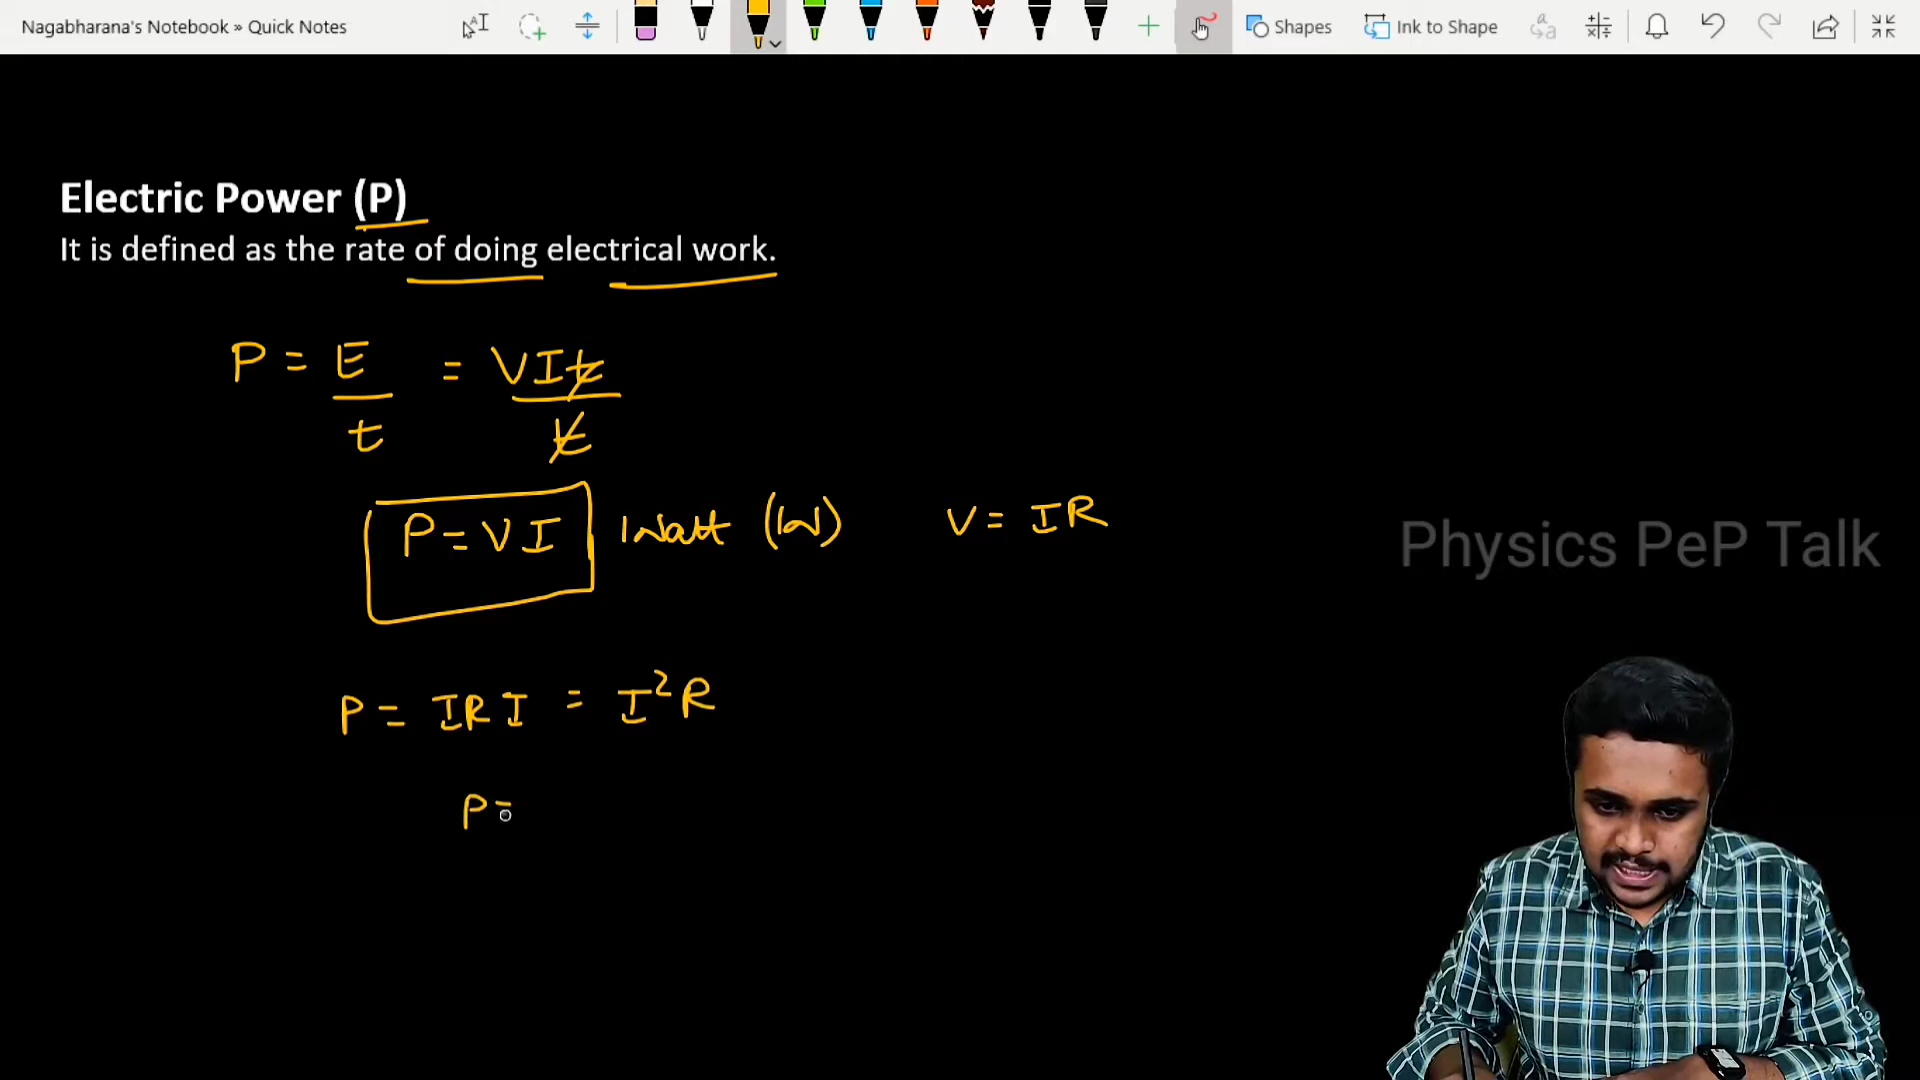 Nagabharana's Notebook » Quick Notes
Shapes
Ink to Shape
Electric Power (P)
It is defined as the rate of doing electrical work.
P = E/t = VIt/t
P = VI Watt (W) V = IR
Physics PeP Talk
P = IRI = I²R
P =